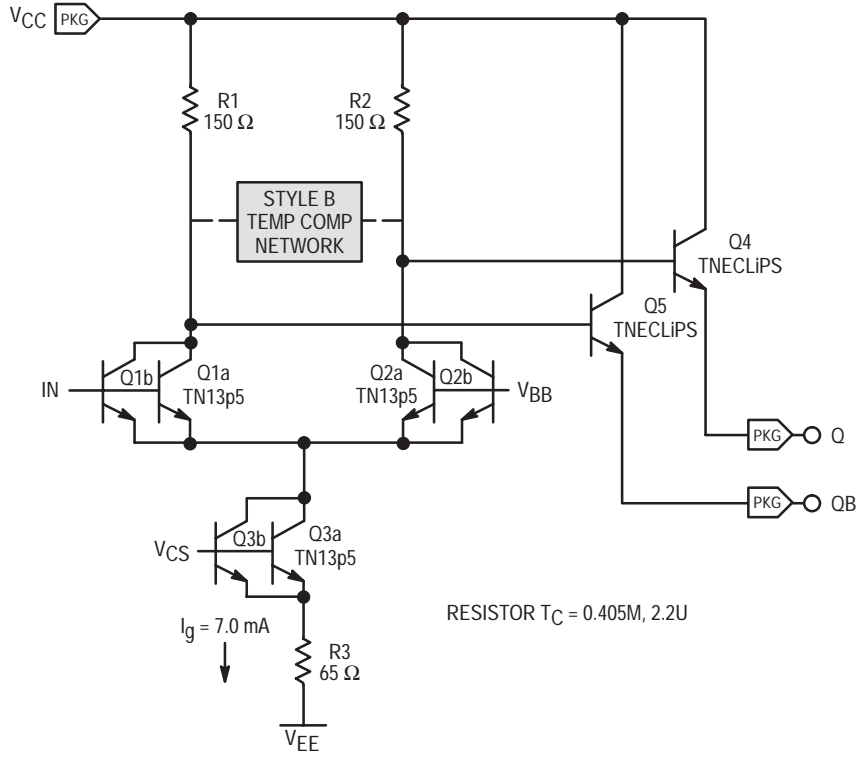 VCC PKG
R1
150 Ω
R2
150 Ω
STYLE B
TEMP COMP
NETWORK
Q4
TNECLiPS
Q5
TNECLiPS
IN
Q1b
Q1a
TN13p5
Q2a
TN13p5
Q2b
VBB
PKG Q
PKG QB
VCS
Q3b
Q3a
TN13p5
Ig = 7.0 mA
R3
65 Ω
VEE
RESISTOR TC = 0.405M, 2.2U